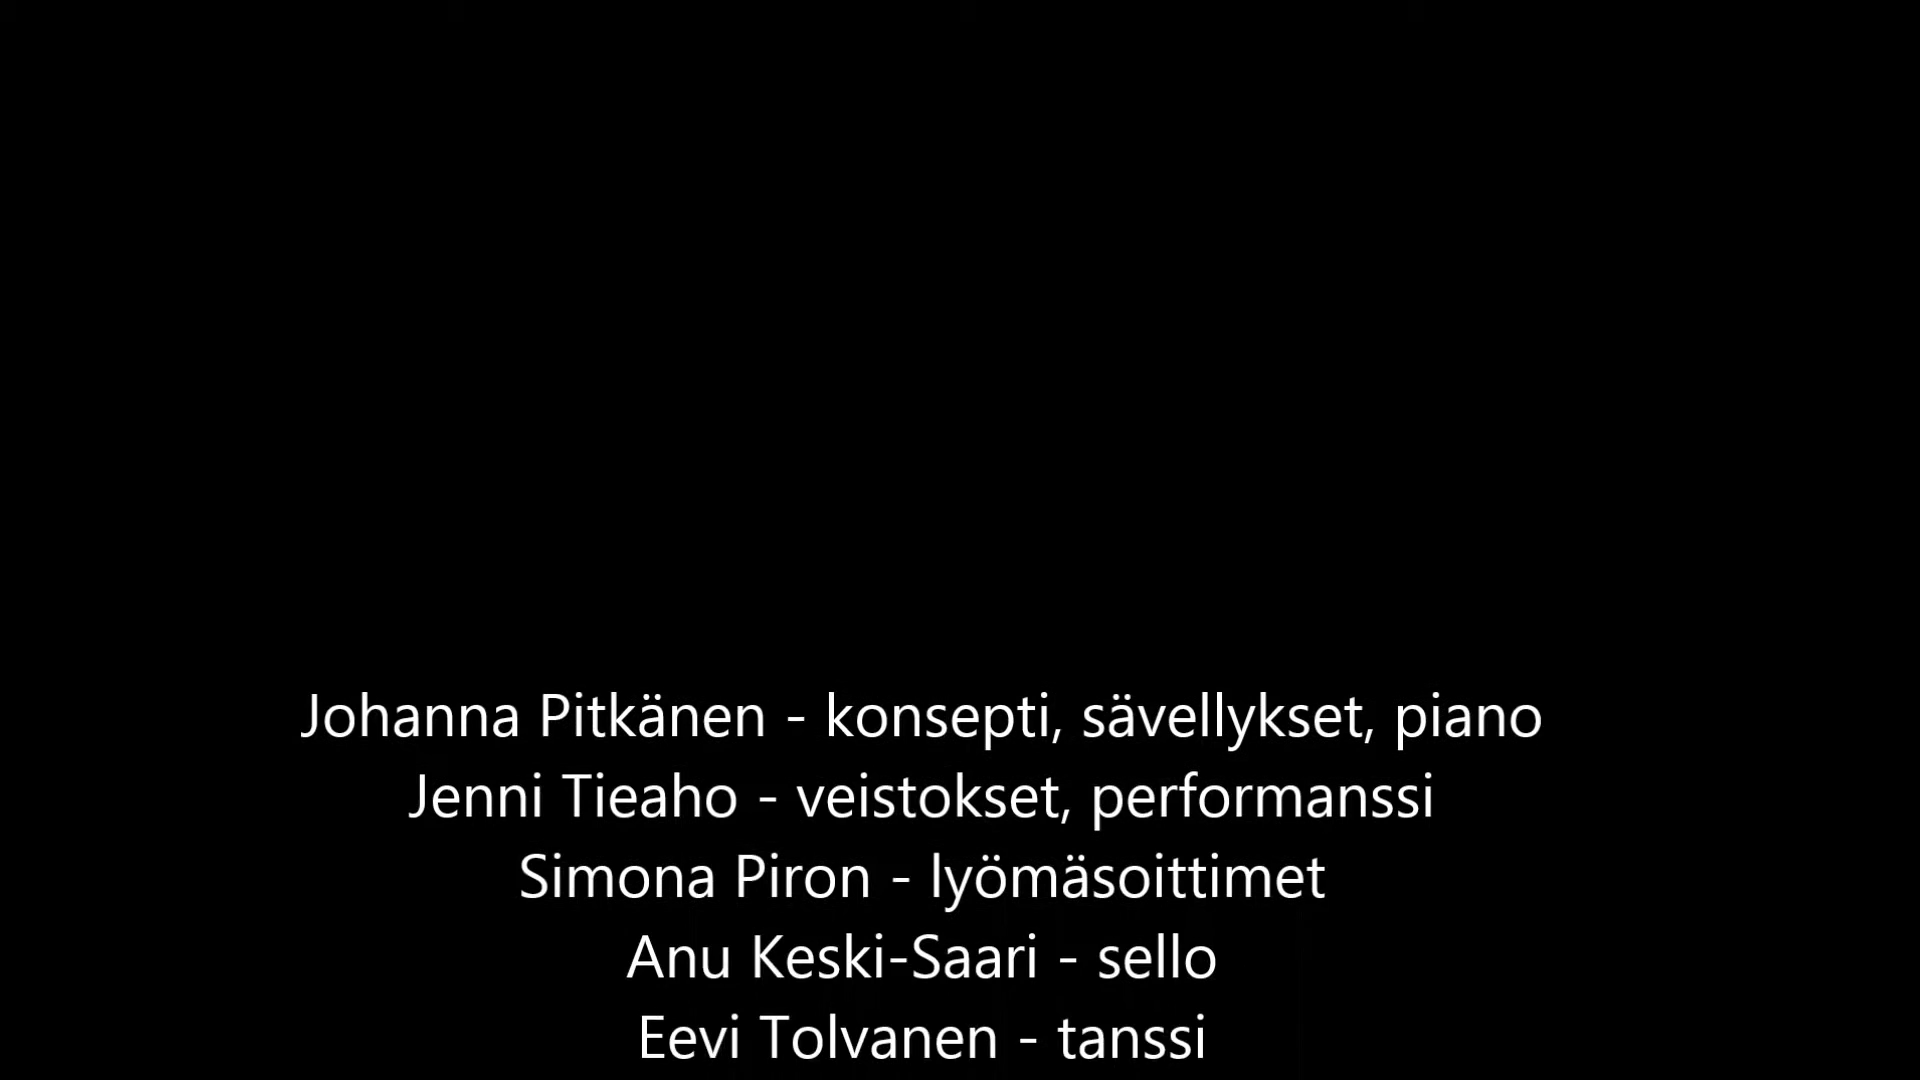 Johanna Pitkänen - konsepti, sävellykset, piano
Jenni Tieaho - veistokset, performanssi
Simona Piron - lyömäsoittimet
Anu Keski-Saari - sello
Eevi Tolvanen - tanssi